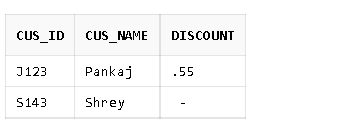 CUS_ID CUS_NAME DISCOUNT
J123 Pankaj .55
S143 Shrey -